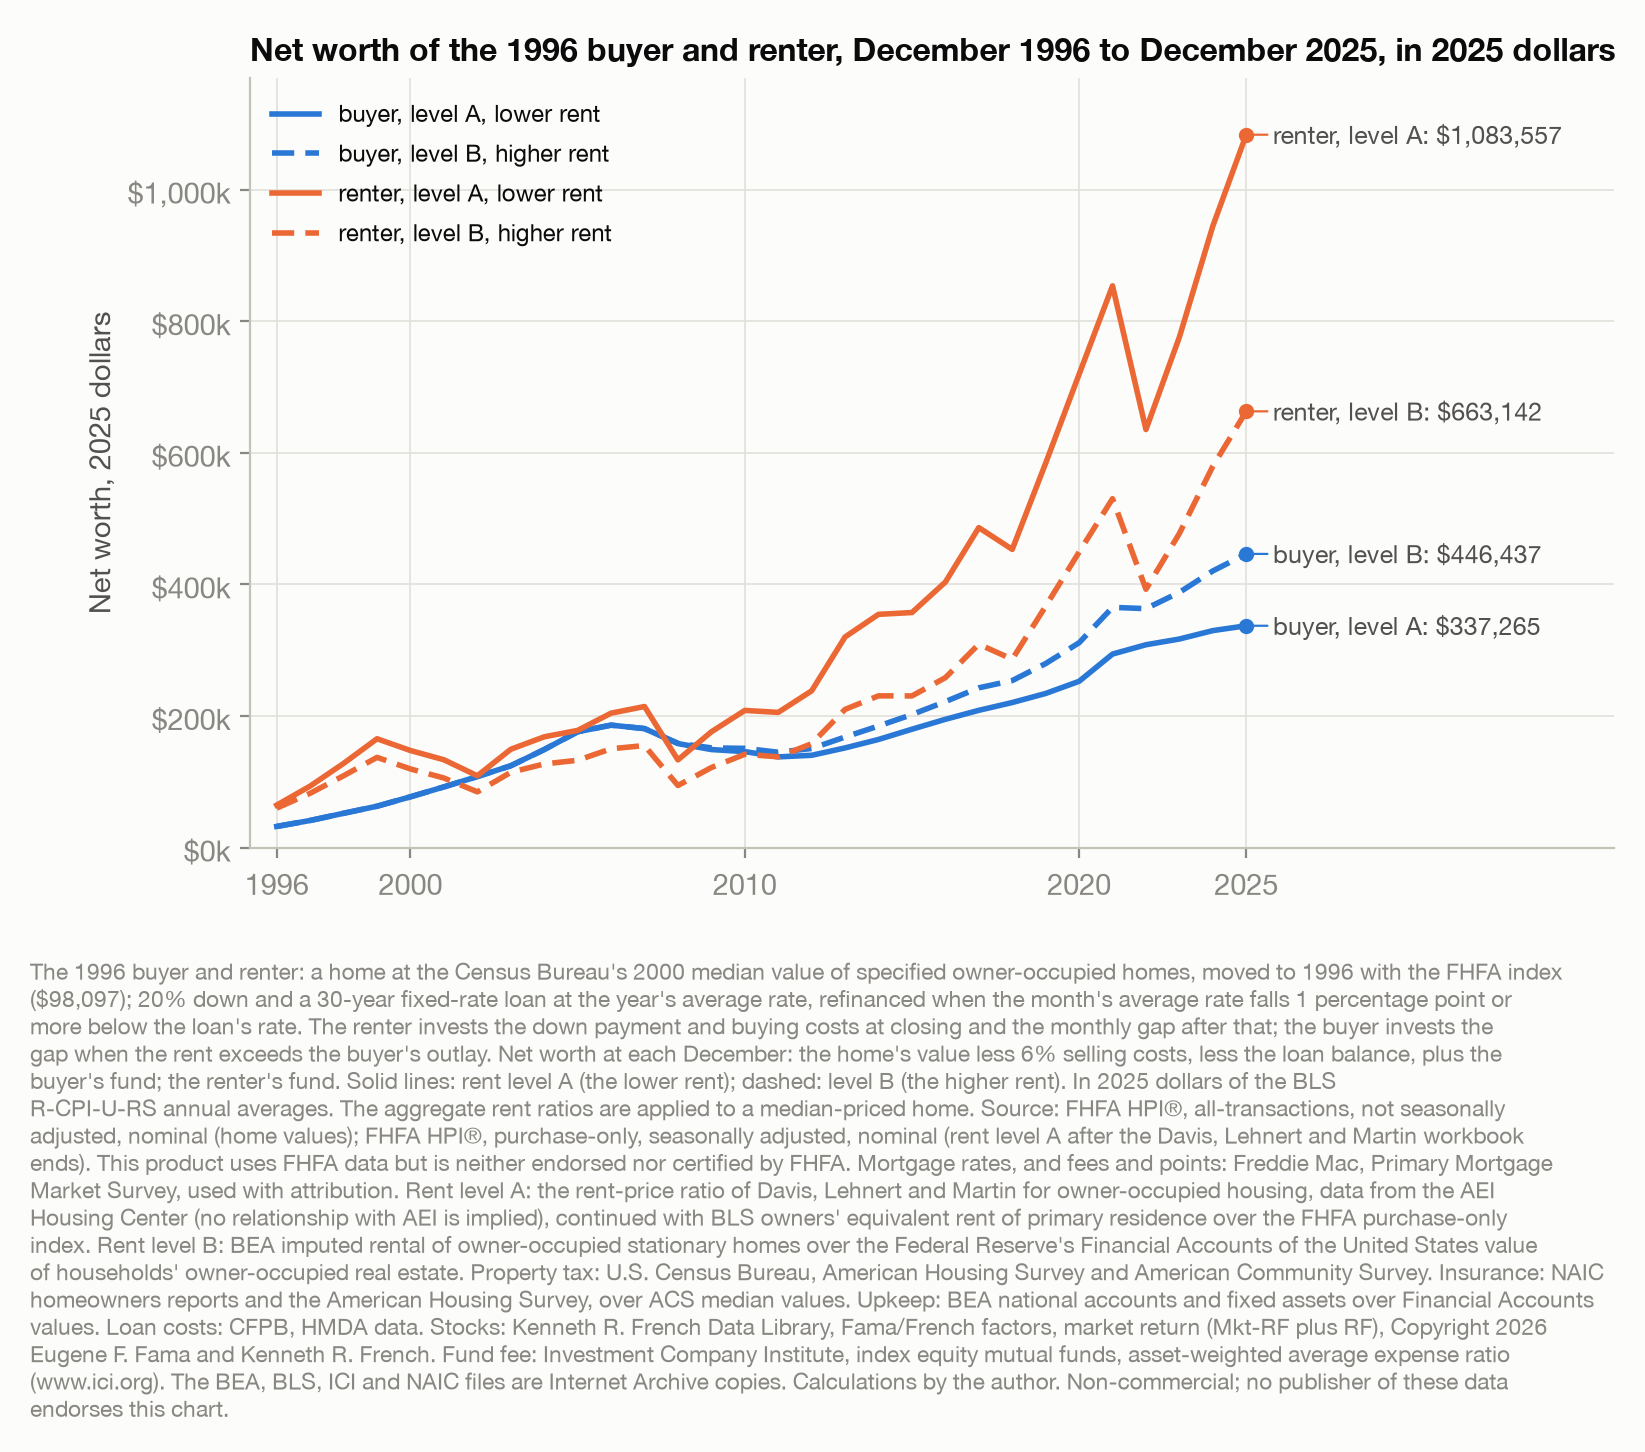 Net worth of the 1996 buyer and renter, December 1996 to December 2025, in 2025 dollars
buyer, level A, lower rent
buyer, level B, higher rent
renter, level A, lower rent
renter, level B, higher rent
renter, level A: $1,083,557
renter, level B: $663,142
buyer, level B: $446,437
buyer, level A: $337,265
Net worth, 2025 dollars
$1,000k
$800k
$600k
$400k
$200k
$0k
1996
2000
2010
2020
2025
The 1996 buyer and renter: a home at the Census Bureau's 2000 median value of specified owner-occupied homes, moved to 1996 with the FHFA index
($98,097); 20% down and a 30-year fixed-rate loan at the year's average rate, refinanced when the month's average rate falls 1 percentage point or
more below the loan's rate. The renter invests the down payment and buying costs at closing and the monthly gap after that; the buyer invests the
gap when the rent exceeds the buyer's outlay. Net worth at each December: the home's value less 6% selling costs, less the loan balance, plus the
buyer's fund; the renter's fund. Solid lines: rent level A (the lower rent); dashed: level B (the higher rent). In 2025 dollars of the BLS
R-CPI-U-RS annual averages. The aggregate rent ratios are applied to a median-priced home. Source: FHFA HPI®, all-transactions, not seasonally
adjusted, nominal (home values); FHFA HPI®, purchase-only, seasonally adjusted, nominal (rent level A after the Davis, Lehnert and Martin workbook
ends). This product uses FHFA data but is neither endorsed nor certified by FHFA. Mortgage rates, and fees and points: Freddie Mac, Primary Mortgage
Market Survey, used with attribution. Rent level A: the rent-price ratio of Davis, Lehnert and Martin for owner-occupied housing, data from the AEI
Housing Center (no relationship with AEI is implied), continued with BLS owners' equivalent rent of primary residence over the FHFA purchase-only
index. Rent level B: BEA imputed rental of owner-occupied stationary homes over the Federal Reserve's Financial Accounts of the United States value
of households' owner-occupied real estate. Property tax: U.S. Census Bureau, American Housing Survey and American Community Survey. Insurance: NAIC
homeowners reports and the American Housing Survey, over ACS median values. Upkeep: BEA national accounts and fixed assets over Financial Accounts
values. Loan costs: CFPB, HMDA data. Stocks: Kenneth R. French Data Library, Fama/French factors, market return (Mkt-RF plus RF), Copyright 2026
Eugene F. Fama and Kenneth R. French. Fund fee: Investment Company Institute, index equity mutual funds, asset-weighted average expense ratio
(www.ici.org). The BEA, BLS, ICI and NAIC files are Internet Archive copies. Calculations by the author. Non-commercial; no publisher of these data
endorses this chart.